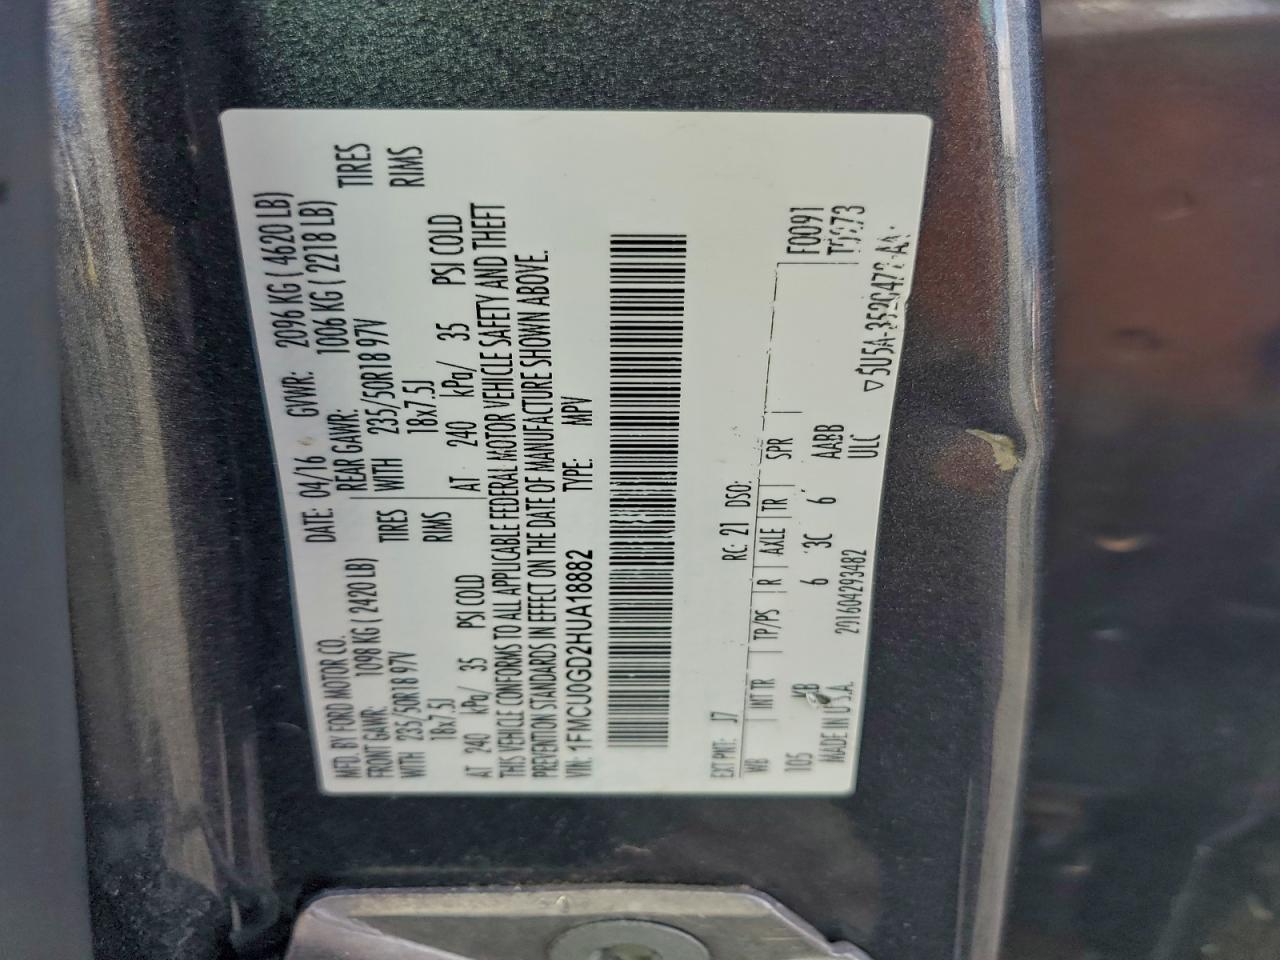 MFD. BY FORD MOTOR CO.
DATE: 04/16 GVWR: 2096 KG ( 4620 LB)
FRONT GAWR: 1098 KG ( 2420 LB) REAR GAWR: 1006 KG ( 2218 LB)
WITH 235/50R18 97V TIRES WITH 235/50R18 97V TIRES
18x7.5J RIMS 18x7.5J RIMS
AT 240 kPa/ 35 PSI COLD AT 240 kPa/ 35 PSI COLD
THIS VEHICLE CONFORMS TO ALL APPLICABLE FEDERAL MOTOR VEHICLE SAFETY AND THEFT
PREVENTION STANDARDS IN EFFECT ON THE DATE OF MANUFACTURE SHOWN ABOVE.
VIN: 1FMCU0GD2HUA18882 TYPE: MPV
EXT PNT: J7 RC: 21 DSO: F0091
WB INT TR TP/PS R AXLE TR SPR
105 6 3C 6 AABB
MADE IN U.S.A. 201604293482 ULC